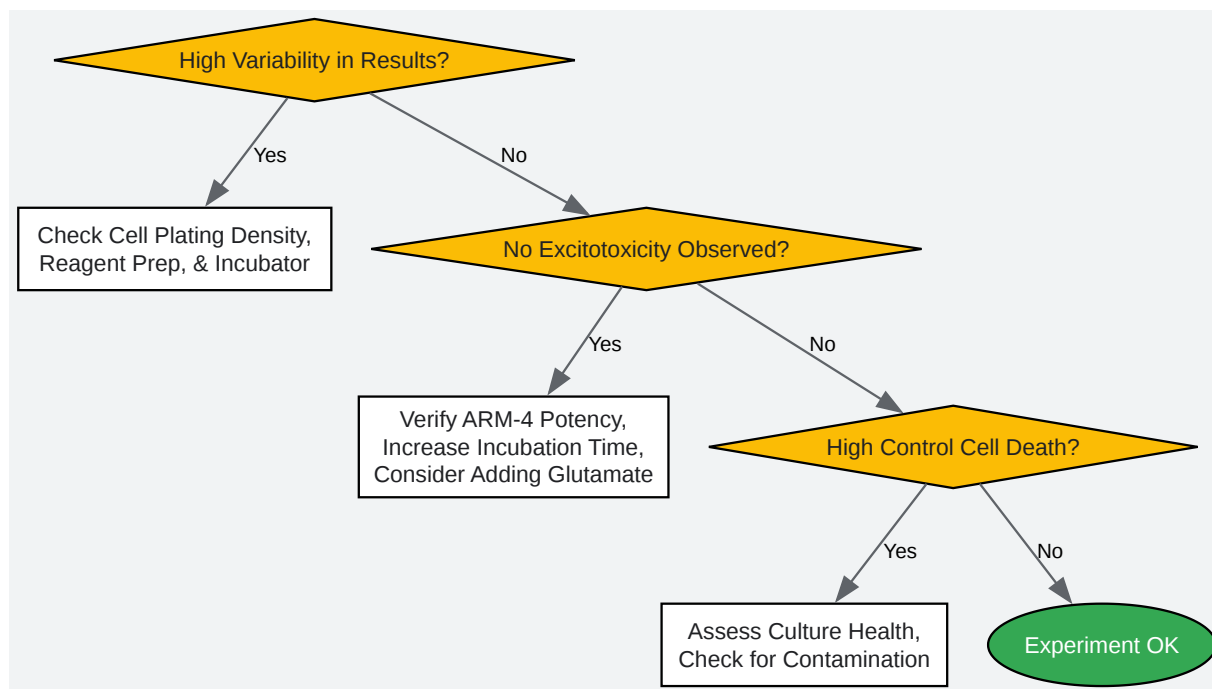 High Variability in Results?
Yes
No
Check Cell Plating Density,
Reagent Prep, & Incubator
No Excitotoxicity Observed?
Yes
No
Verify ARM-4 Potency,
Increase Incubation Time,
Consider Adding Glutamate
High Control Cell Death?
Yes
No
Assess Culture Health,
Check for Contamination
Experiment OK